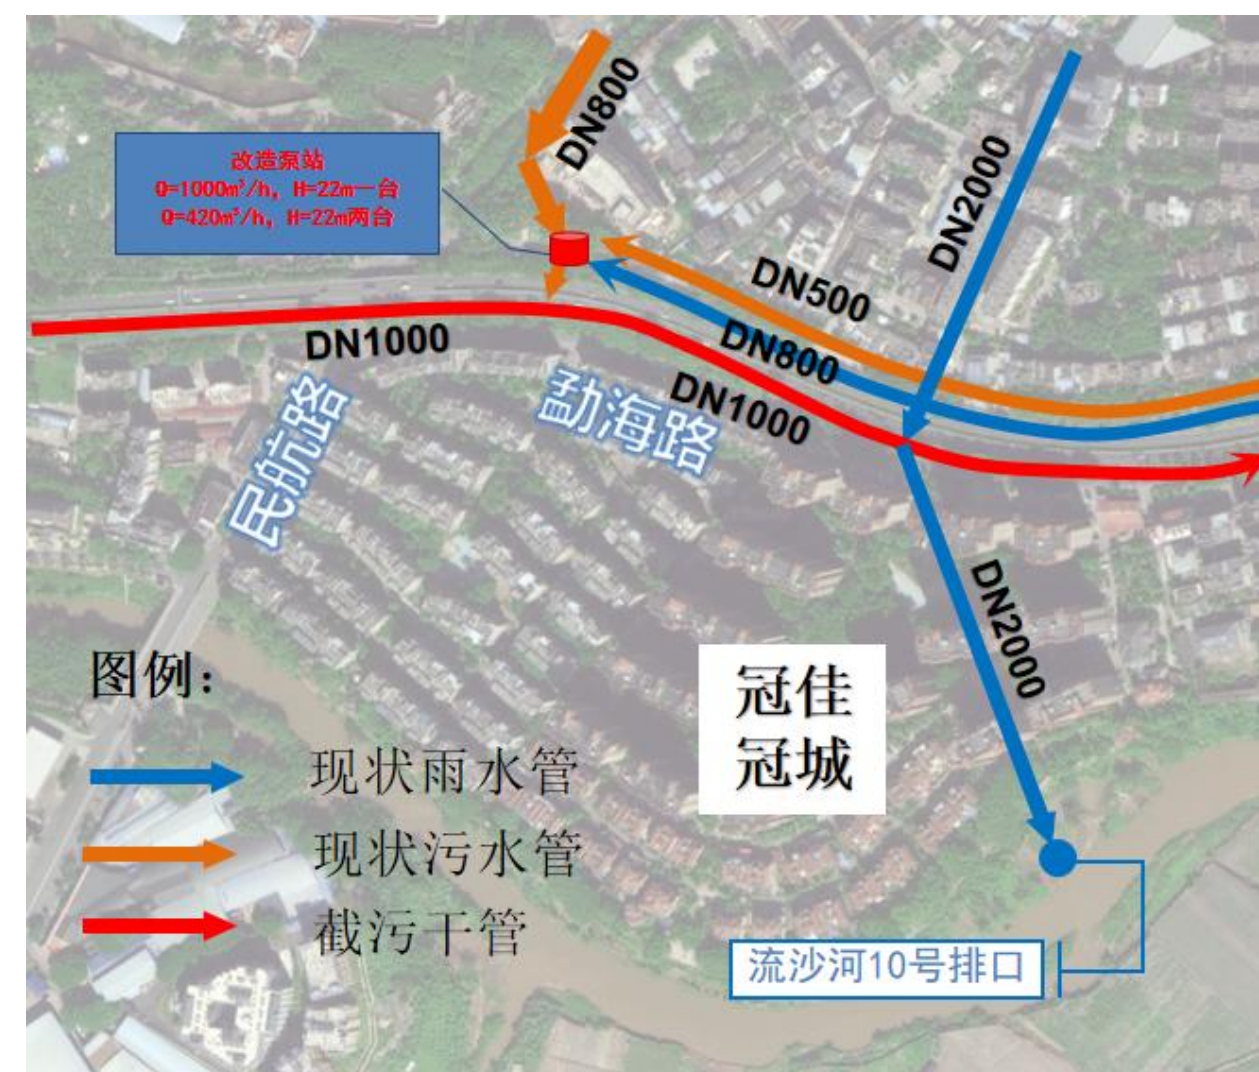 DN800
改造泵站
Q=1000m³/h, H=22m一台
Q=420m³/h, H=22m两台
DN2000
DN500
DN1000
DN800
DN1000
民航路
勐海路
DN2000
图例：
冠佳
冠城
现状雨水管
现状污水管
截污干管
流沙河10号排口